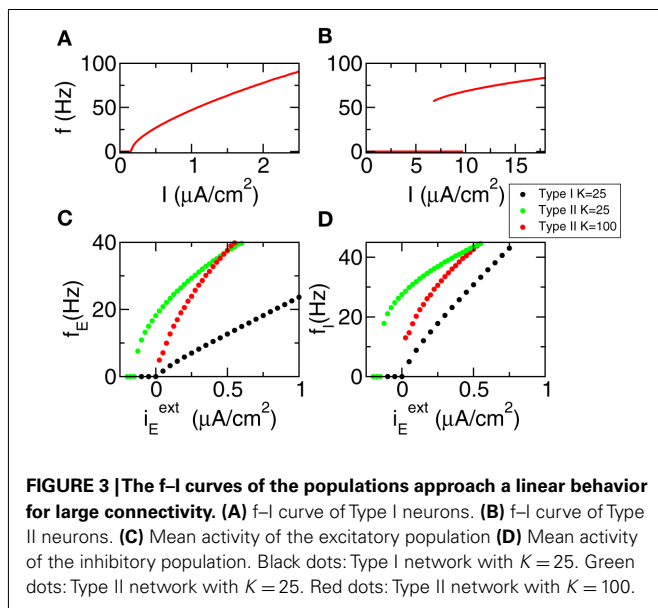 A
B
100
50
0
f (Hz)
0
1
2
I (μA/cm²)
100
50
0
f (Hz)
0
5
10
15
I (μA/cm²)
Type I K=25
Type II K=25
Type II K=100
C
D
40
20
0
f_E(Hz)
0
0.5
1
i_E^ext (μA/cm²)
40
20
0
f_I(Hz)
0
0.5
1
i_E^ext (μA/cm²)
FIGURE 3 | The f–I curves of the populations approach a linear behavior
for large connectivity. (A) f–I curve of Type I neurons. (B) f–I curve of Type
II neurons. (C) Mean activity of the excitatory population (D) Mean activity
of the inhibitory population. Black dots: Type I network with K = 25. Green
dots: Type II network with K = 25. Red dots: Type II network with K = 100.